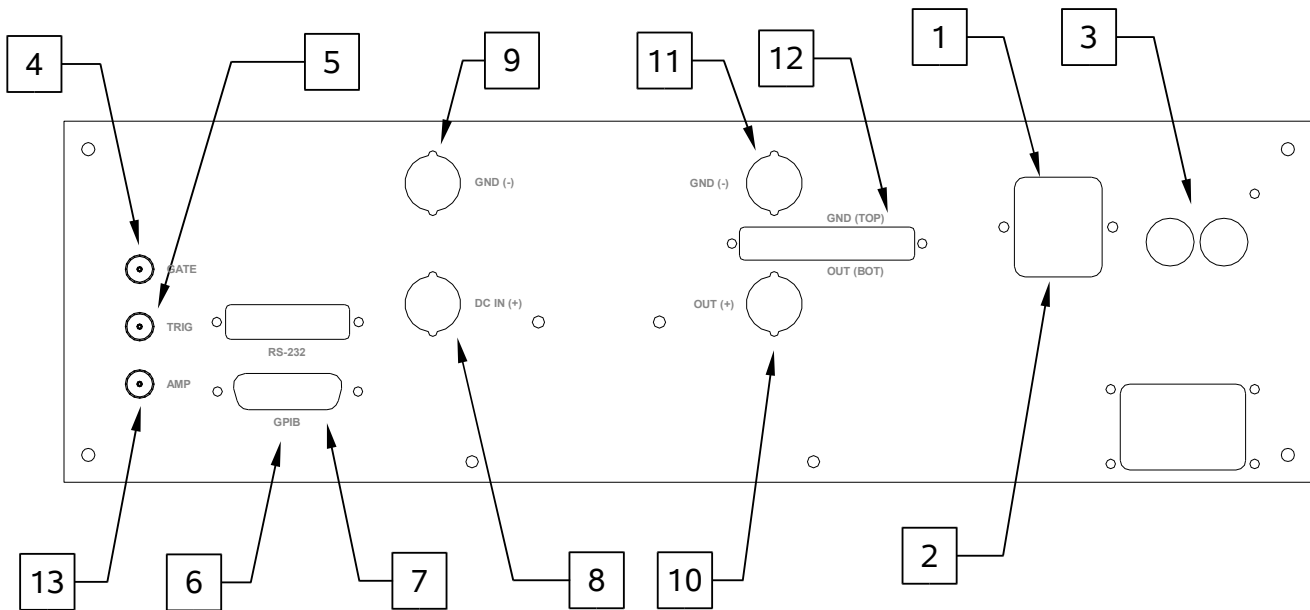 1
3
4
5
9
11
12
GND (-)
GND (-)
GND (TOP)
GATE
OUT (BOT)
DC IN (+)
OUT (+)
TRIG
RS-232
AMP
GPIB
2
13
6
7
8
10